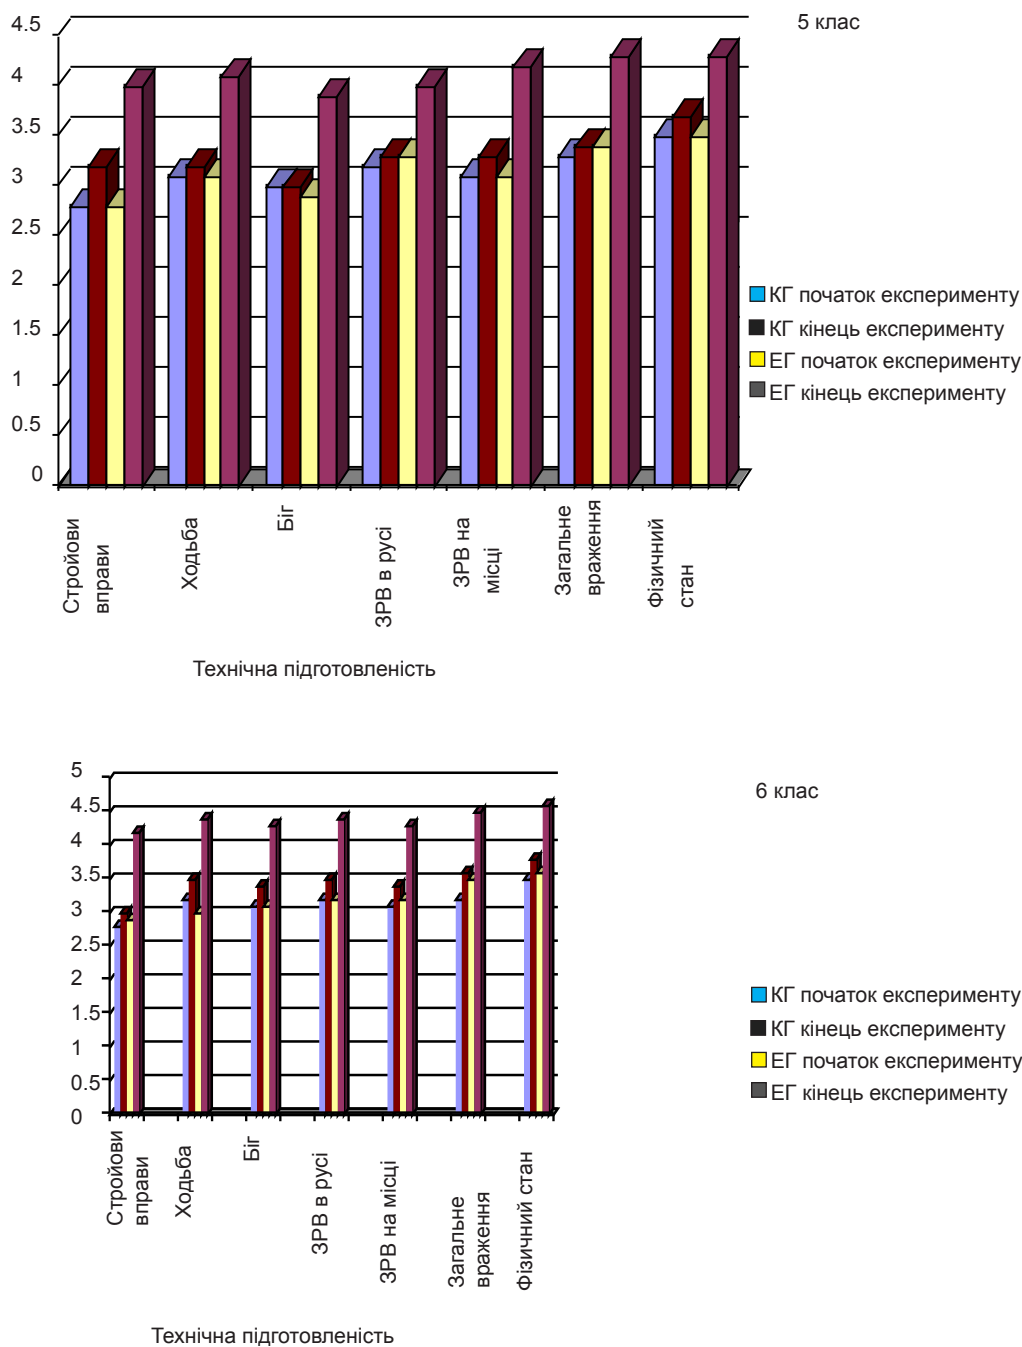 5 клас
4.5
4
3.5
3
2.5
2
1.5
1
0.5
0
КГ початок експерименту
КГ кінець експерименту
ЕГ початок експерименту
ЕГ кінець експерименту
Стройови
вправи
Ходьба
Біг
ЗРВ в русі
ЗРВ на
місці
Загальне
враження
Фізичний
стан
Технічна підготовленість
6 клас
5
4.5
4
3.5
3
2.5
2
1.5
1
0.5
0
КГ початок експерименту
КГ кінець експерименту
ЕГ початок експерименту
ЕГ кінець експерименту
Стройови
вправи
Ходьба
Біг
ЗРВ в русі
ЗРВ на місці
Загальне
враження
Фізичний стан
Технічна підготовленість